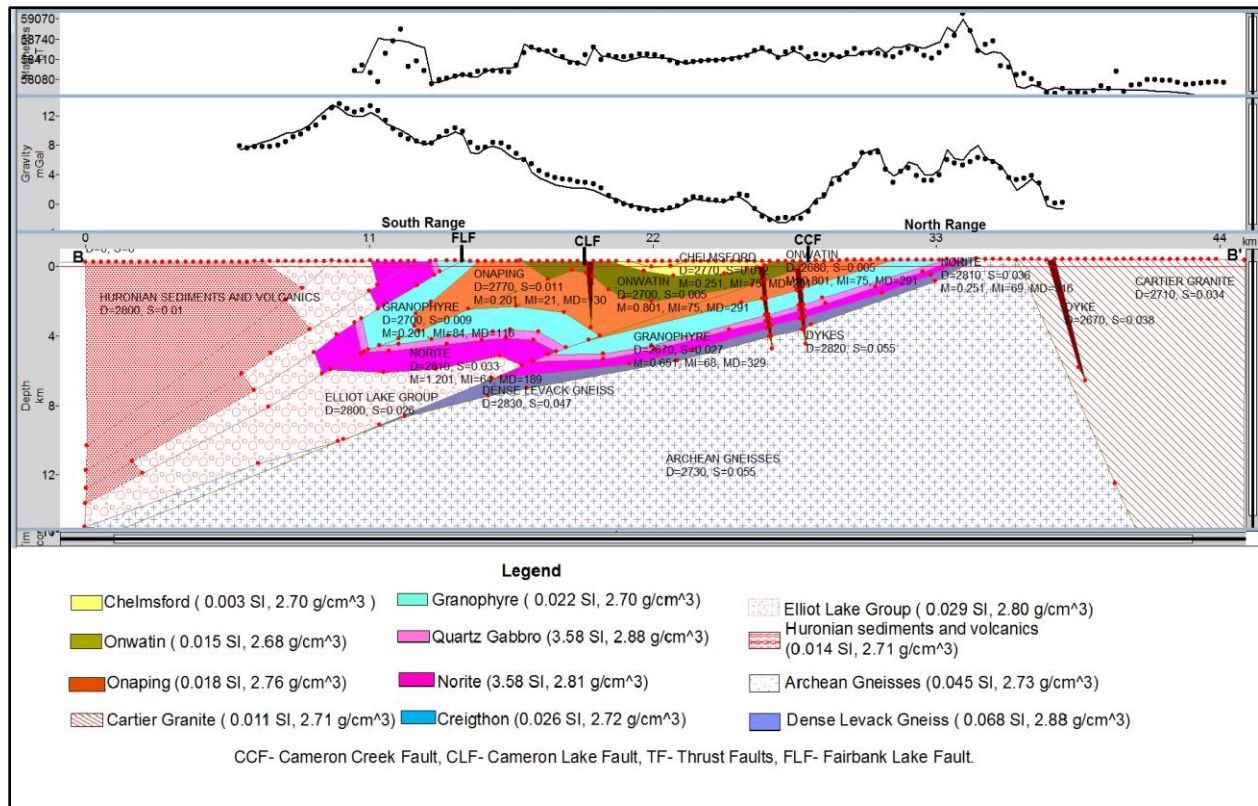 59070
58740
58410
58080
12
8
4
0
Gravity
mGal
South Range
North Range
0
11
22
33
44
km
FLF
CLF
CCF
B
B'
D=0, S=0
0
4
8
12
Depth
km
HURONIAN SEDIMENTS AND VOLCANICS
D=2800, S=0.01
ONAPING
D=2770, S=0.011
M=0.201, MI=21, MD=130
GRANOPHYRE
D=2700, S=0.009
M=0.201, MI=84, MD=116
NORITE
D=2810, S=0.033
M=1.201, MI=64, MD=189
ELLIOT LAKE GROUP
D=2800, S=0.026
DENSE LEVACK GNEISS
D=2830, S=0.047
CHELMSFORD
D=2770, S=0.012
M=0.251, MI=75,
ONWATIN
D=2700, S=0.005
M=0.801, MI=75, MD=291
ONWATIN
D=2680, S=0.005
M=0.801, MI=75, MD=291
GRANOPHYRE
D=2670, S=0.027
M=0.651, MI=68, MD=329
DYKES
D=2820, S=0.055
NORITE
D=2810, S=0.036
M=0.251, MI=69,
DYKE
D=2670, S=0.038
CARTIER GRANITE
D=2710, S=0.034
ARCHEAN GNEISSES
D=2730, S=0.055
Legend
Chelmsford ( 0.003 SI, 2.70 g/cm^3 )
Onwatin ( 0.015 SI, 2.68 g/cm^3)
Onaping (0.018 SI, 2.76 g/cm^3)
Cartier Granite ( 0.011 SI, 2.71 g/cm^3)
Granophyre ( 0.022 SI, 2.70 g/cm^3)
Quartz Gabbro (3.58 SI, 2.88 g/cm^3)
Norite (3.58 SI, 2.81 g/cm^3)
Creigthon (0.026 SI, 2.72 g/cm^3)
Elliot Lake Group ( 0.029 SI, 2.80 g/cm^3)
Huronian sediments and volcanics
(0.014 SI, 2.71 g/cm^3)
Archean Gneisses (0.045 SI, 2.73 g/cm^3)
Dense Levack Gneiss ( 0.068 SI, 2.88 g/cm^3)
CCF- Cameron Creek Fault, CLF- Cameron Lake Fault, TF- Thrust Faults, FLF- Fairbank Lake Fault.